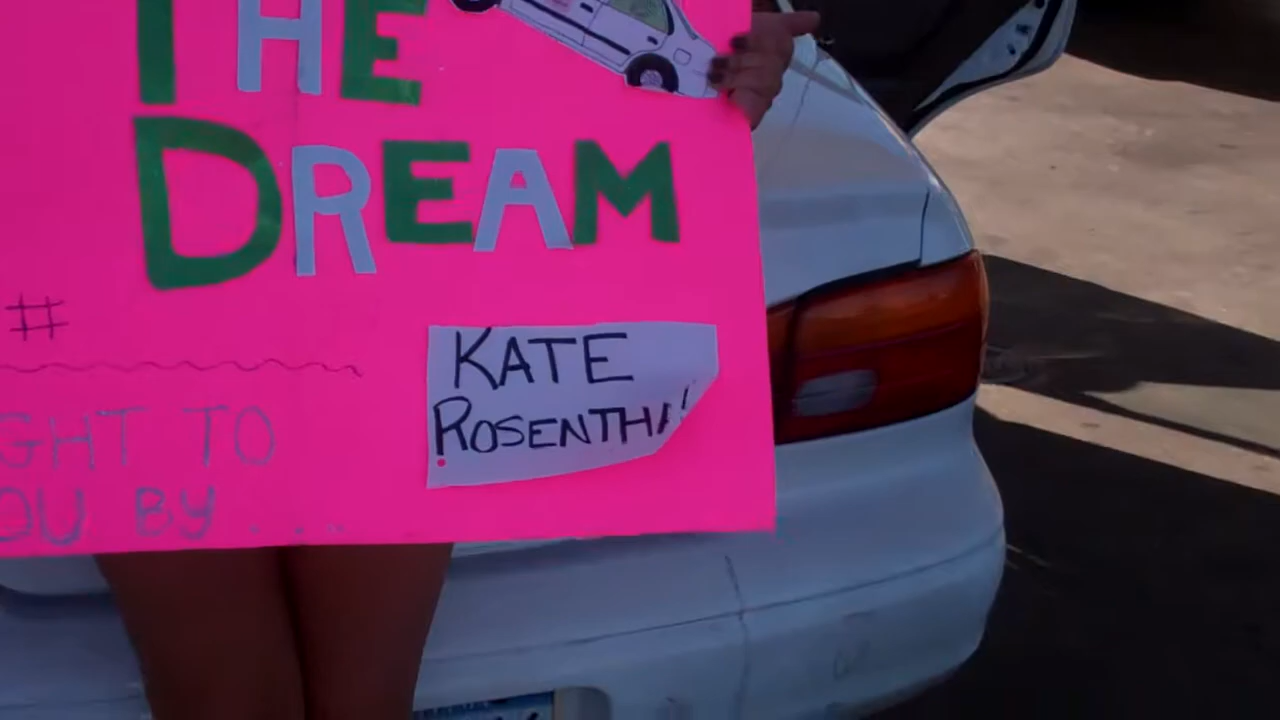 THE
DREAM
#
GHT TO
OU BY...
KATE
ROSENTHA!